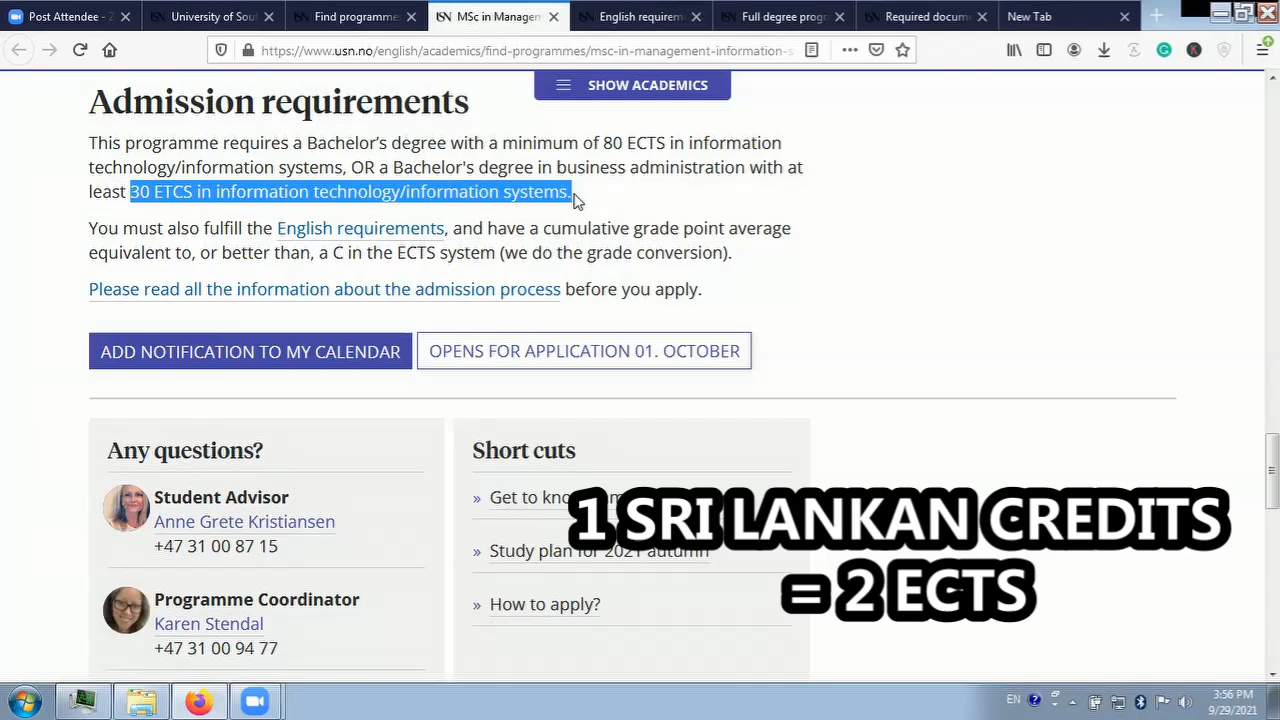 Post Attendee - Z
University of Sou
Find programme
MSc in Managem
English requirem
Full degree prog
Required docum
New Tab
https://www.usn.no/english/academics/find-programmes/msc-in-management-information-s
SHOW ACADEMICS
Admission requirements
This programme requires a Bachelor's degree with a minimum of 80 ECTS in information
technology/information systems, OR a Bachelor's degree in business administration with at
least 30 ETCS in information technology/information systems.
You must also fulfill the English requirements, and have a cumulative grade point average
equivalent to, or better than, a C in the ECTS system (we do the grade conversion).
Please read all the information about the admission process before you apply.
ADD NOTIFICATION TO MY CALENDAR
OPENS FOR APPLICATION 01. OCTOBER
Any questions?
Student Advisor
Anne Grete Kristiansen
+47 31 00 87 15
Programme Coordinator
Karen Stendal
+47 31 00 94 77
Short cuts
» Get to kno
» Study plan for 2021 autumn
» How to apply?
1 SRI LANKAN CREDITS
= 2 ECTS
EN
3:56 PM
9/29/2021